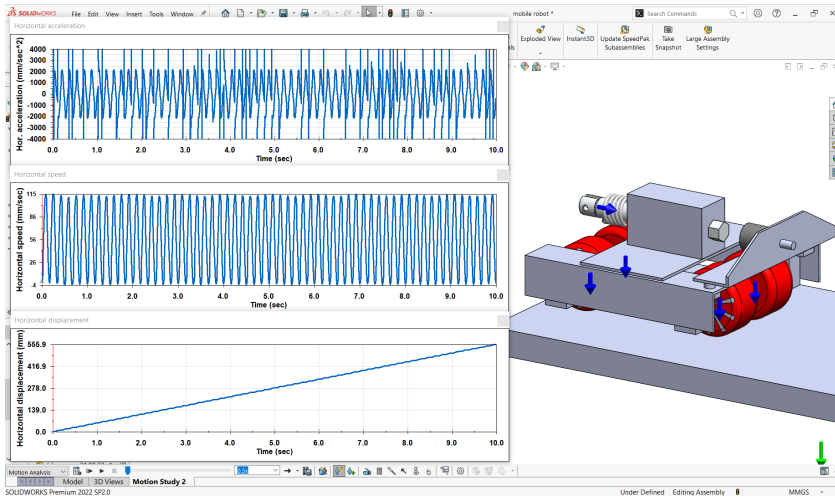 SOLIDWORKS File Edit View Insert Tools Window mobile robot * Search Commands
Exploded View Instant3D Update SpeedPak Subassemblies Take Snapshot Large Assembly Settings
Horizontal acceleration
Hor. acceleration (mm/sec^2)
4000
3000
2000
1000
0
-1000
-2000
-3000
-4000
0.0 1.0 2.0 3.0 4.0 5.0 6.0 7.0 8.0 9.0 10.0
Time (sec)
Horizontal speed
Horizontal speed (mm/sec)
115
86
56
26
-4
0.0 1.0 2.0 3.0 4.0 5.0 6.0 7.0 8.0 9.0 10.0
Time (sec)
Horizontal displacement
Horizontal displacement (mm)
555.9
416.9
278.0
139.0
0.0
0.0 1.0 2.0 3.0 4.0 5.0 6.0 7.0 8.0 9.0 10.0
Time (sec)
Motion Analysis
Model 3D Views Motion Study 2
SOLIDWORKS Premium 2022 SP2.0 Under Defined Editing Assembly MMGS